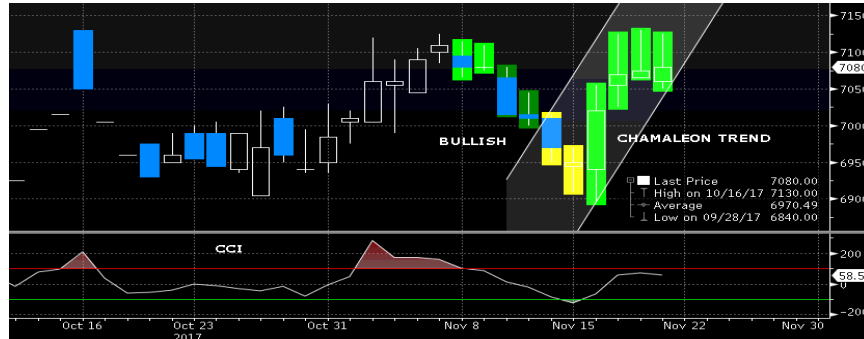 7150
7100
7080
7050
7000
6950
6900
BULLISH
CHAMALEON TREND
Last Price 7080.00
High on 10/16/17 7130.00
Average 6970.49
Low on 09/28/17 6840.00
CCI
200
58.5
0
-200
Oct 16
Oct 23
Oct 31
Nov 8
Nov 15
Nov 22
Nov 30
2017